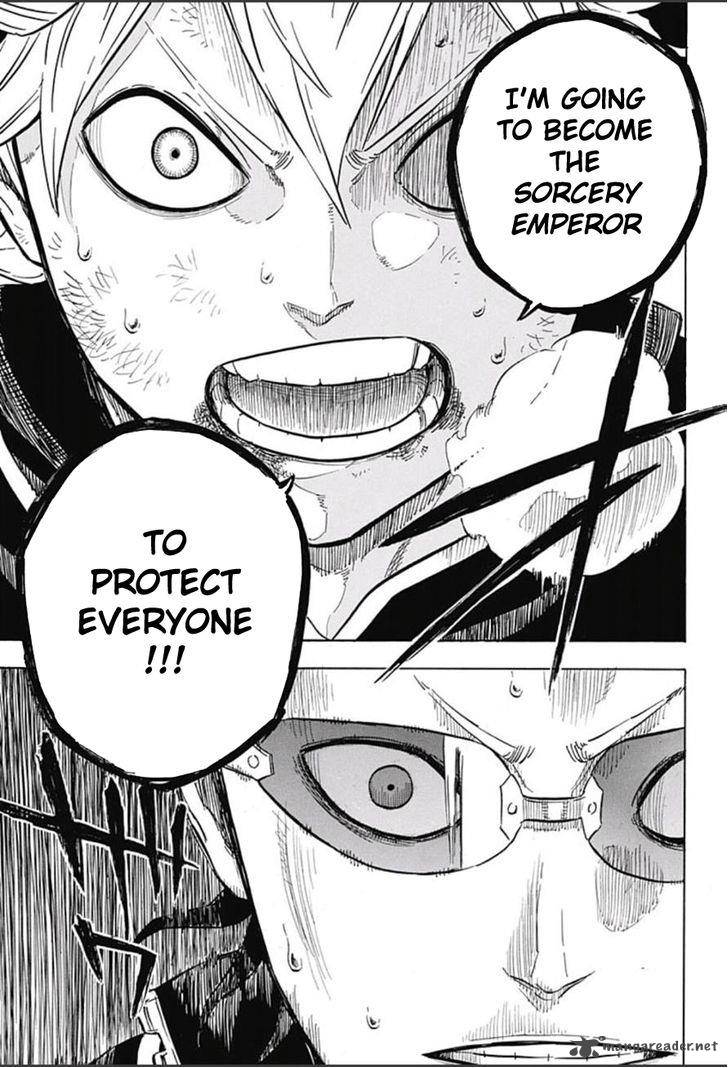 I'M GOING
TO BECOME
THE
SORCERY
EMPEROR
TO
PROTECT
EVERYONE
!!!
mangareader.net